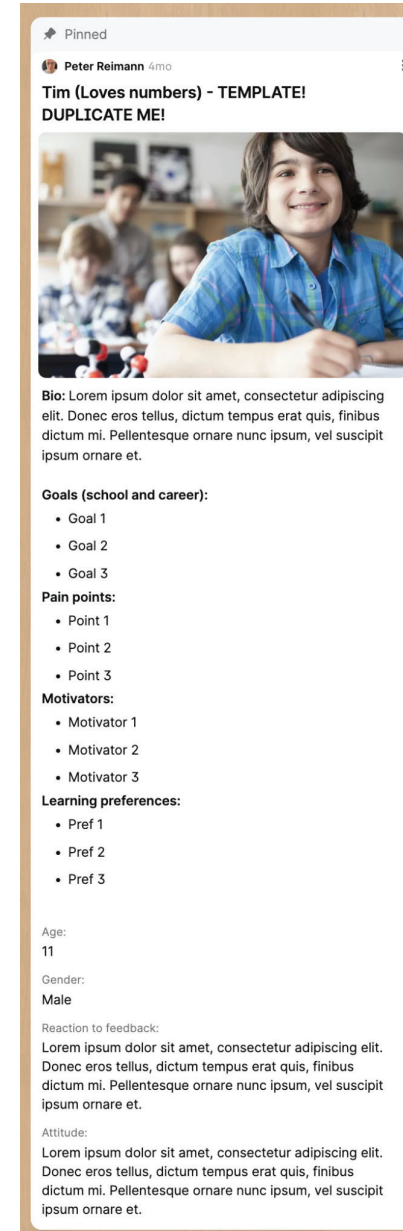 Pinned
Peter Reimann 4mo
Tim (Loves numbers) - TEMPLATE!
DUPLICATE ME!
Bio: Lorem ipsum dolor sit amet, consectetur adipiscing
elit. Donec eros tellus, dictum tempus erat quis, finibus
dictum mi. Pellentesque ornare nunc ipsum, vel suscipit
ipsum ornare et.
Goals (school and career):
• Goal 1
• Goal 2
• Goal 3
Pain points:
• Point 1
• Point 2
• Point 3
Motivators:
• Motivator 1
• Motivator 2
• Motivator 3
Learning preferences:
• Pref 1
• Pref 2
• Pref 3
Age:
11
Gender:
Male
Reaction to feedback:
Lorem ipsum dolor sit amet, consectetur adipiscing elit.
Donec eros tellus, dictum tempus erat quis, finibus
dictum mi. Pellentesque ornare nunc ipsum, vel suscipit
ipsum ornare et.
Attitude:
Lorem ipsum dolor sit amet, consectetur adipiscing elit.
Donec eros tellus, dictum tempus erat quis, finibus
dictum mi. Pellentesque ornare nunc ipsum, vel suscipit
ipsum ornare et.